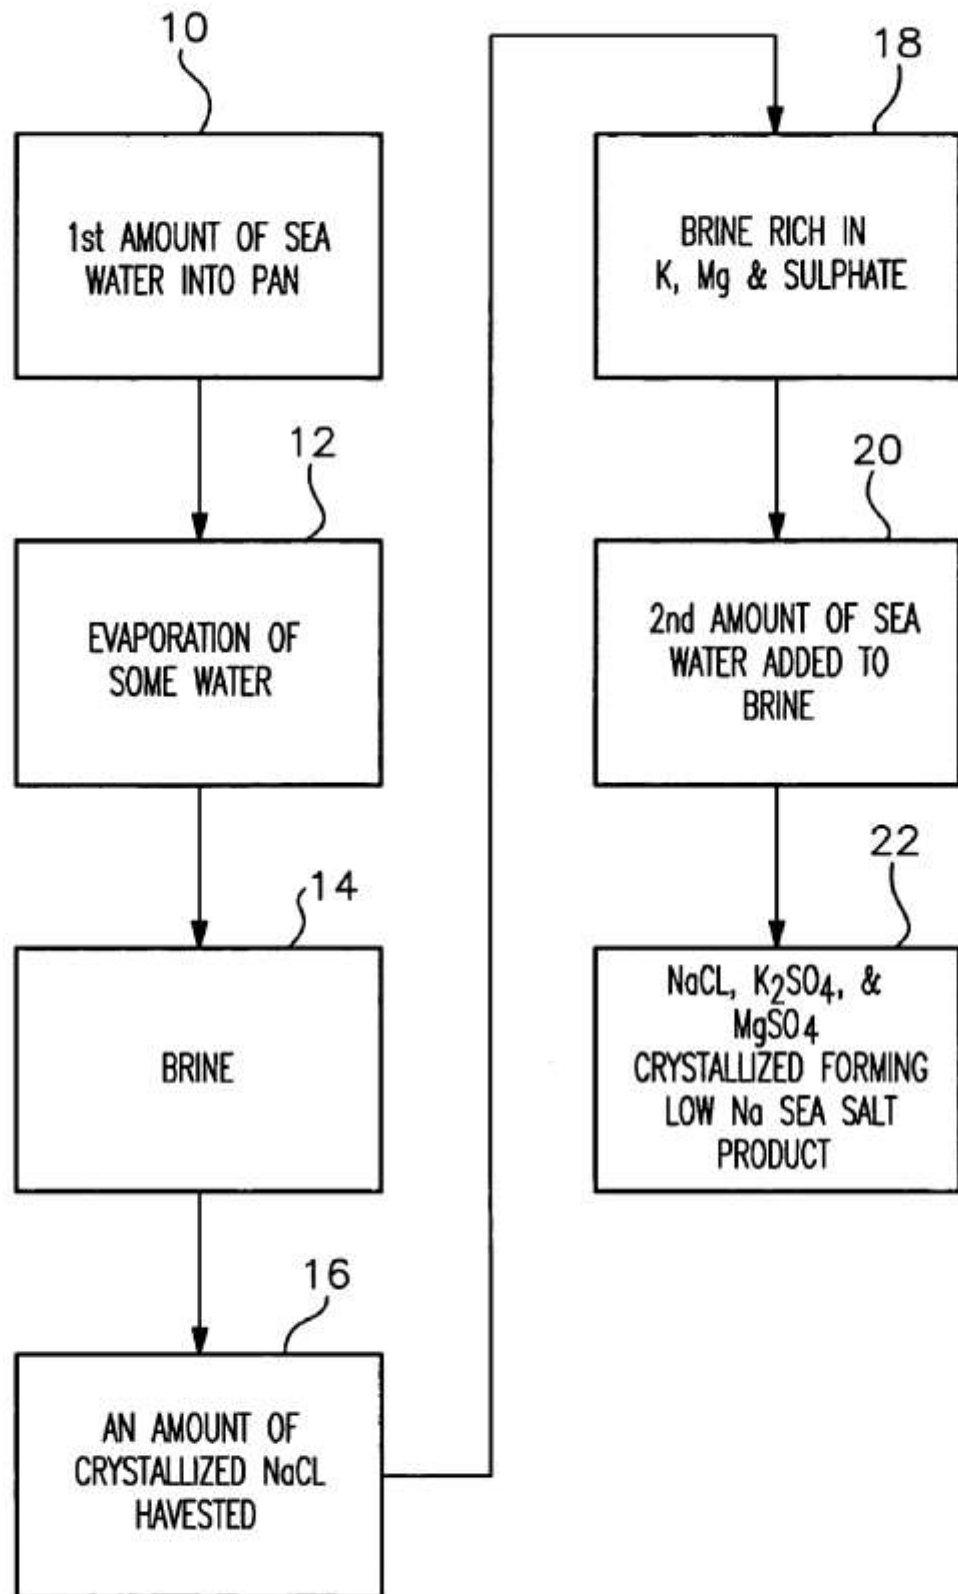 10
1st AMOUNT OF SEA
WATER INTO PAN
12
EVAPORATION OF
SOME WATER
14
BRINE
16
AN AMOUNT OF
CRYSTALLIZED NaCL
HAVESTED
18
BRINE RICH IN
K, Mg & SULPHATE
20
2nd AMOUNT OF SEA
WATER ADDED TO
BRINE
22
NaCL, K2SO4, &
MgSO4
CRYSTALLIZED FORMING
LOW Na SEA SALT
PRODUCT